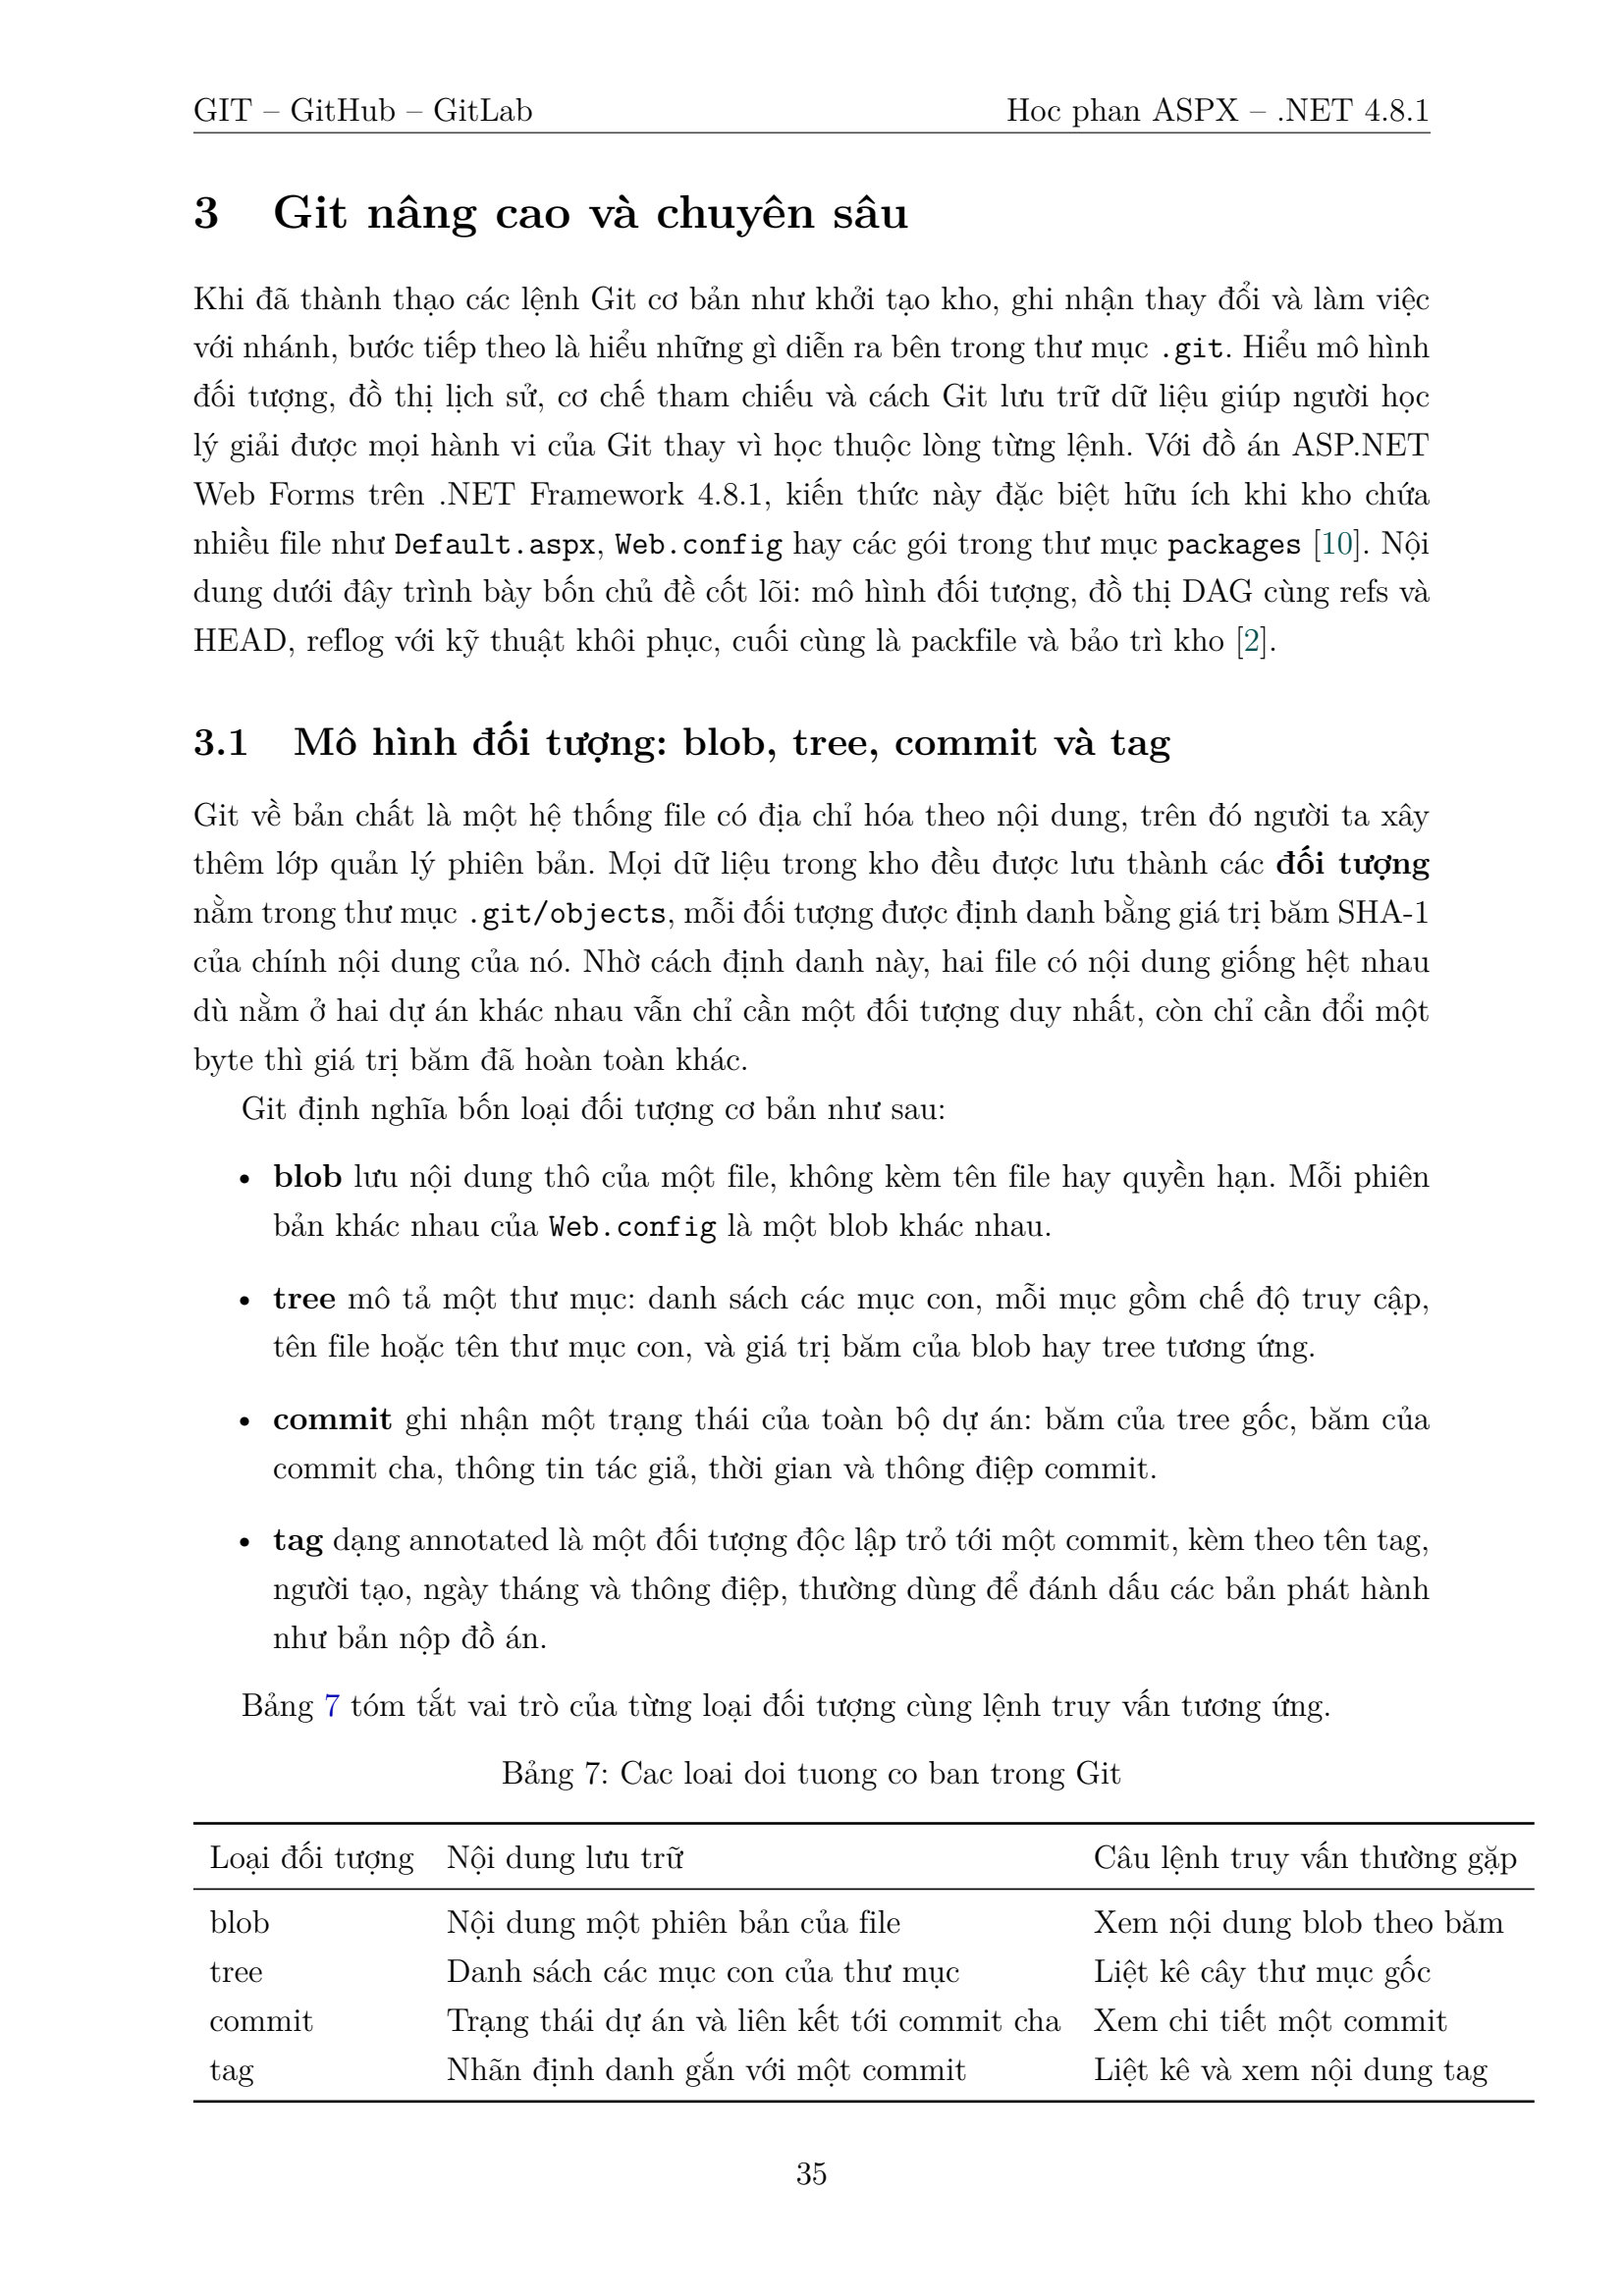 GIT – GitHub – GitLab Hoc phan ASPX – .NET 4.8.1
3 Git nâng cao và chuyên sâu
Khi đã thành thạo các lệnh Git cơ bản như khởi tạo kho, ghi nhận thay đổi và làm việc
với nhánh, bước tiếp theo là hiểu những gì diễn ra bên trong thư mục .git. Hiểu mô hình
đối tượng, đồ thị lịch sử, cơ chế tham chiếu và cách Git lưu trữ dữ liệu giúp người học
lý giải được mọi hành vi của Git thay vì học thuộc lòng từng lệnh. Với đồ án ASP.NET
Web Forms trên .NET Framework 4.8.1, kiến thức này đặc biệt hữu ích khi kho chứa
nhiều file như Default.aspx, Web.config hay các gói trong thư mục packages [10]. Nội
dung dưới đây trình bày bốn chủ đề cốt lõi: mô hình đối tượng, đồ thị DAG cùng refs và
HEAD, reflog với kỹ thuật khôi phục, cuối cùng là packfile và bảo trì kho [2].
3.1 Mô hình đối tượng: blob, tree, commit và tag
Git về bản chất là một hệ thống file có địa chỉ hóa theo nội dung, trên đó người ta xây
thêm lớp quản lý phiên bản. Mọi dữ liệu trong kho đều được lưu thành các đối tượng
nằm trong thư mục .git/objects, mỗi đối tượng được định danh bằng giá trị băm SHA-1
của chính nội dung của nó. Nhờ cách định danh này, hai file có nội dung giống hệt nhau
dù nằm ở hai dự án khác nhau vẫn chỉ cần một đối tượng duy nhất, còn chỉ cần đổi một
byte thì giá trị băm đã hoàn toàn khác.
Git định nghĩa bốn loại đối tượng cơ bản như sau:
• blob lưu nội dung thô của một file, không kèm tên file hay quyền hạn. Mỗi phiên
bản khác nhau của Web.config là một blob khác nhau.
• tree mô tả một thư mục: danh sách các mục con, mỗi mục gồm chế độ truy cập,
tên file hoặc tên thư mục con, và giá trị băm của blob hay tree tương ứng.
• commit ghi nhận một trạng thái của toàn bộ dự án: băm của tree gốc, băm của
commit cha, thông tin tác giả, thời gian và thông điệp commit.
• tag dạng annotated là một đối tượng độc lập trỏ tới một commit, kèm theo tên tag,
người tạo, ngày tháng và thông điệp, thường dùng để đánh dấu các bản phát hành
như bản nộp đồ án.
Bảng 7 tóm tắt vai trò của từng loại đối tượng cùng lệnh truy vấn tương ứng.
Bảng 7: Cac loai doi tuong co ban trong Git
Loại đối tượng Nội dung lưu trữ Câu lệnh truy vấn thường gặp
blob Nội dung một phiên bản của file Xem nội dung blob theo băm
tree Danh sách các mục con của thư mục Liệt kê cây thư mục gốc
commit Trạng thái dự án và liên kết tới commit cha Xem chi tiết một commit
tag Nhãn định danh gắn với một commit Liệt kê và xem nội dung tag
35